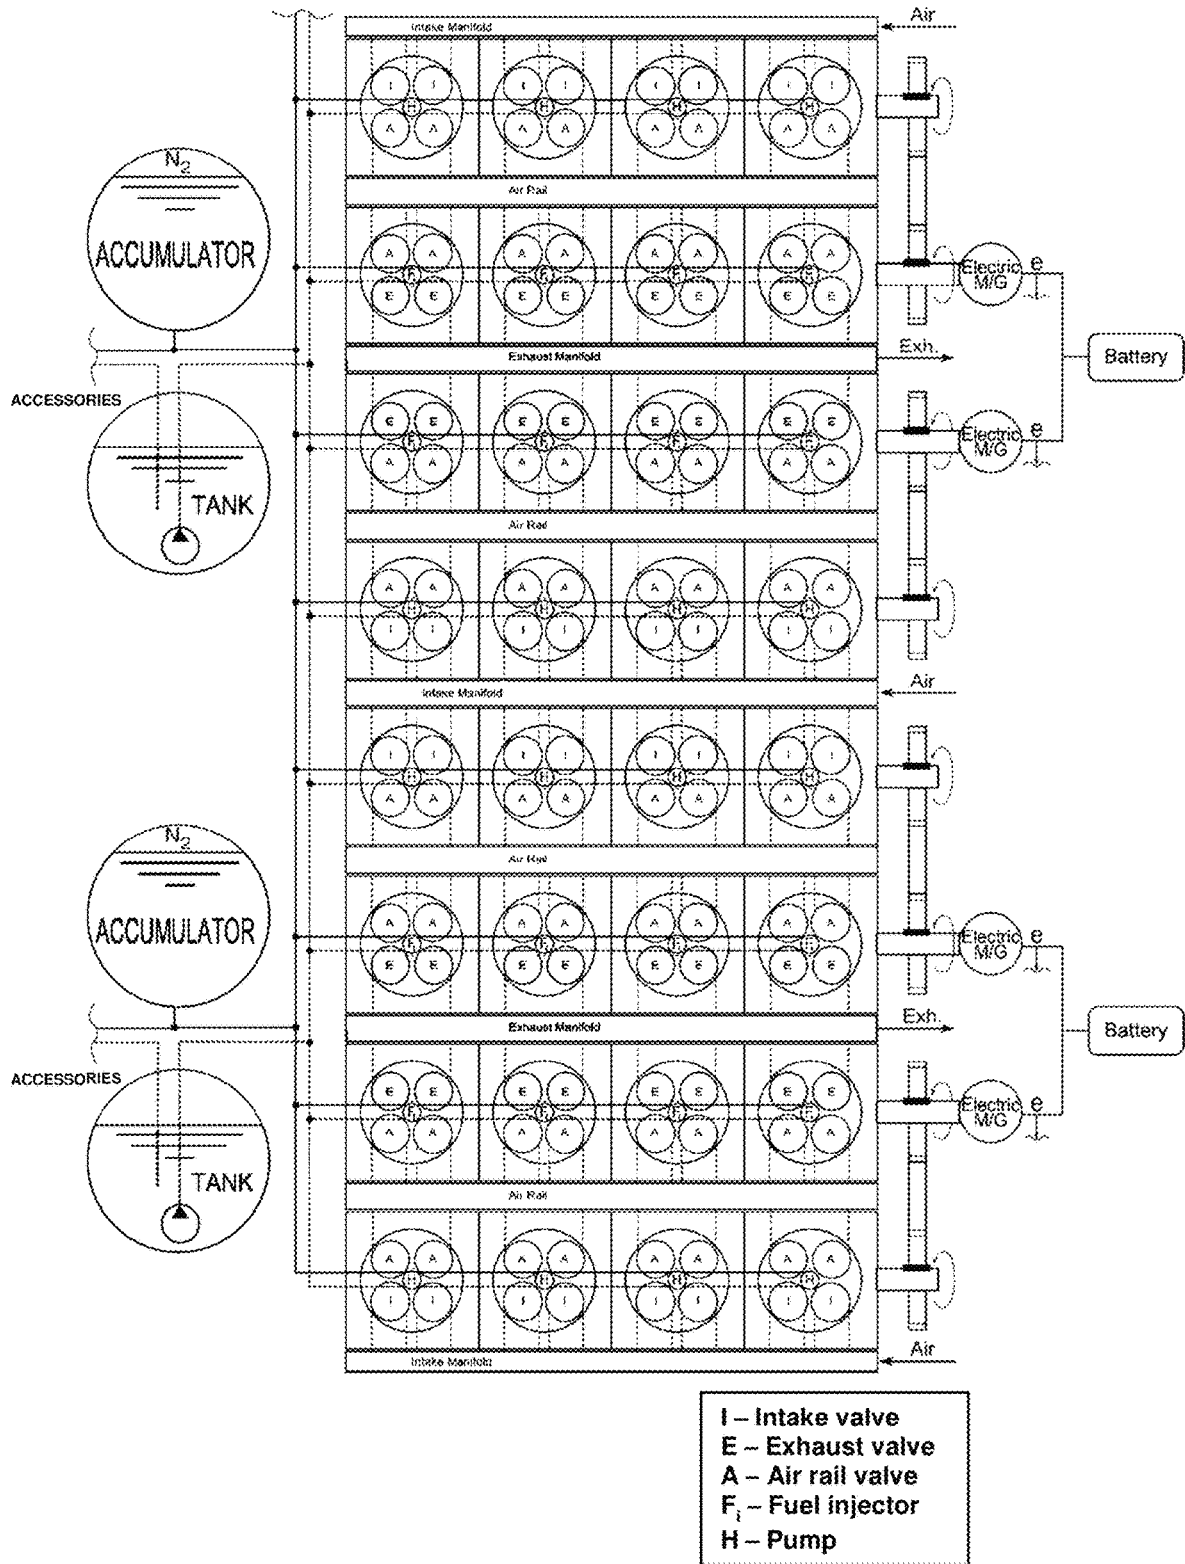 Intake Manifold
Air
I I I I I I I I
H H H H
A A A A A A A A
N2
ACCUMULATOR
Air Rail
A A A A A A A A
Electric M/G
e
E E E E E E E E
Exhaust Manifold
Exh.
Battery
ACCESSORIES
E E E E E E E E
Electric M/G
e
A A A A A A A A
TANK
Air Rail
A A A A A A A A
H H H H
I I I I I I I I
Intake Manifold
Air
I I I I I I I I
H H H H
A A A A A A A A
N2
ACCUMULATOR
Air Rail
A A A A A A A A
Electric M/G
e
E E E E E E E E
Exhaust Manifold
Exh.
Battery
ACCESSORIES
E E E E E E E E
Electric M/G
e
A A A A A A A A
TANK
Air Rail
A A A A A A A A
H H H H
I I I I I I I I
Intake Manifold
Air
I – Intake valve
E – Exhaust valve
A – Air rail valve
Fi – Fuel injector
H – Pump